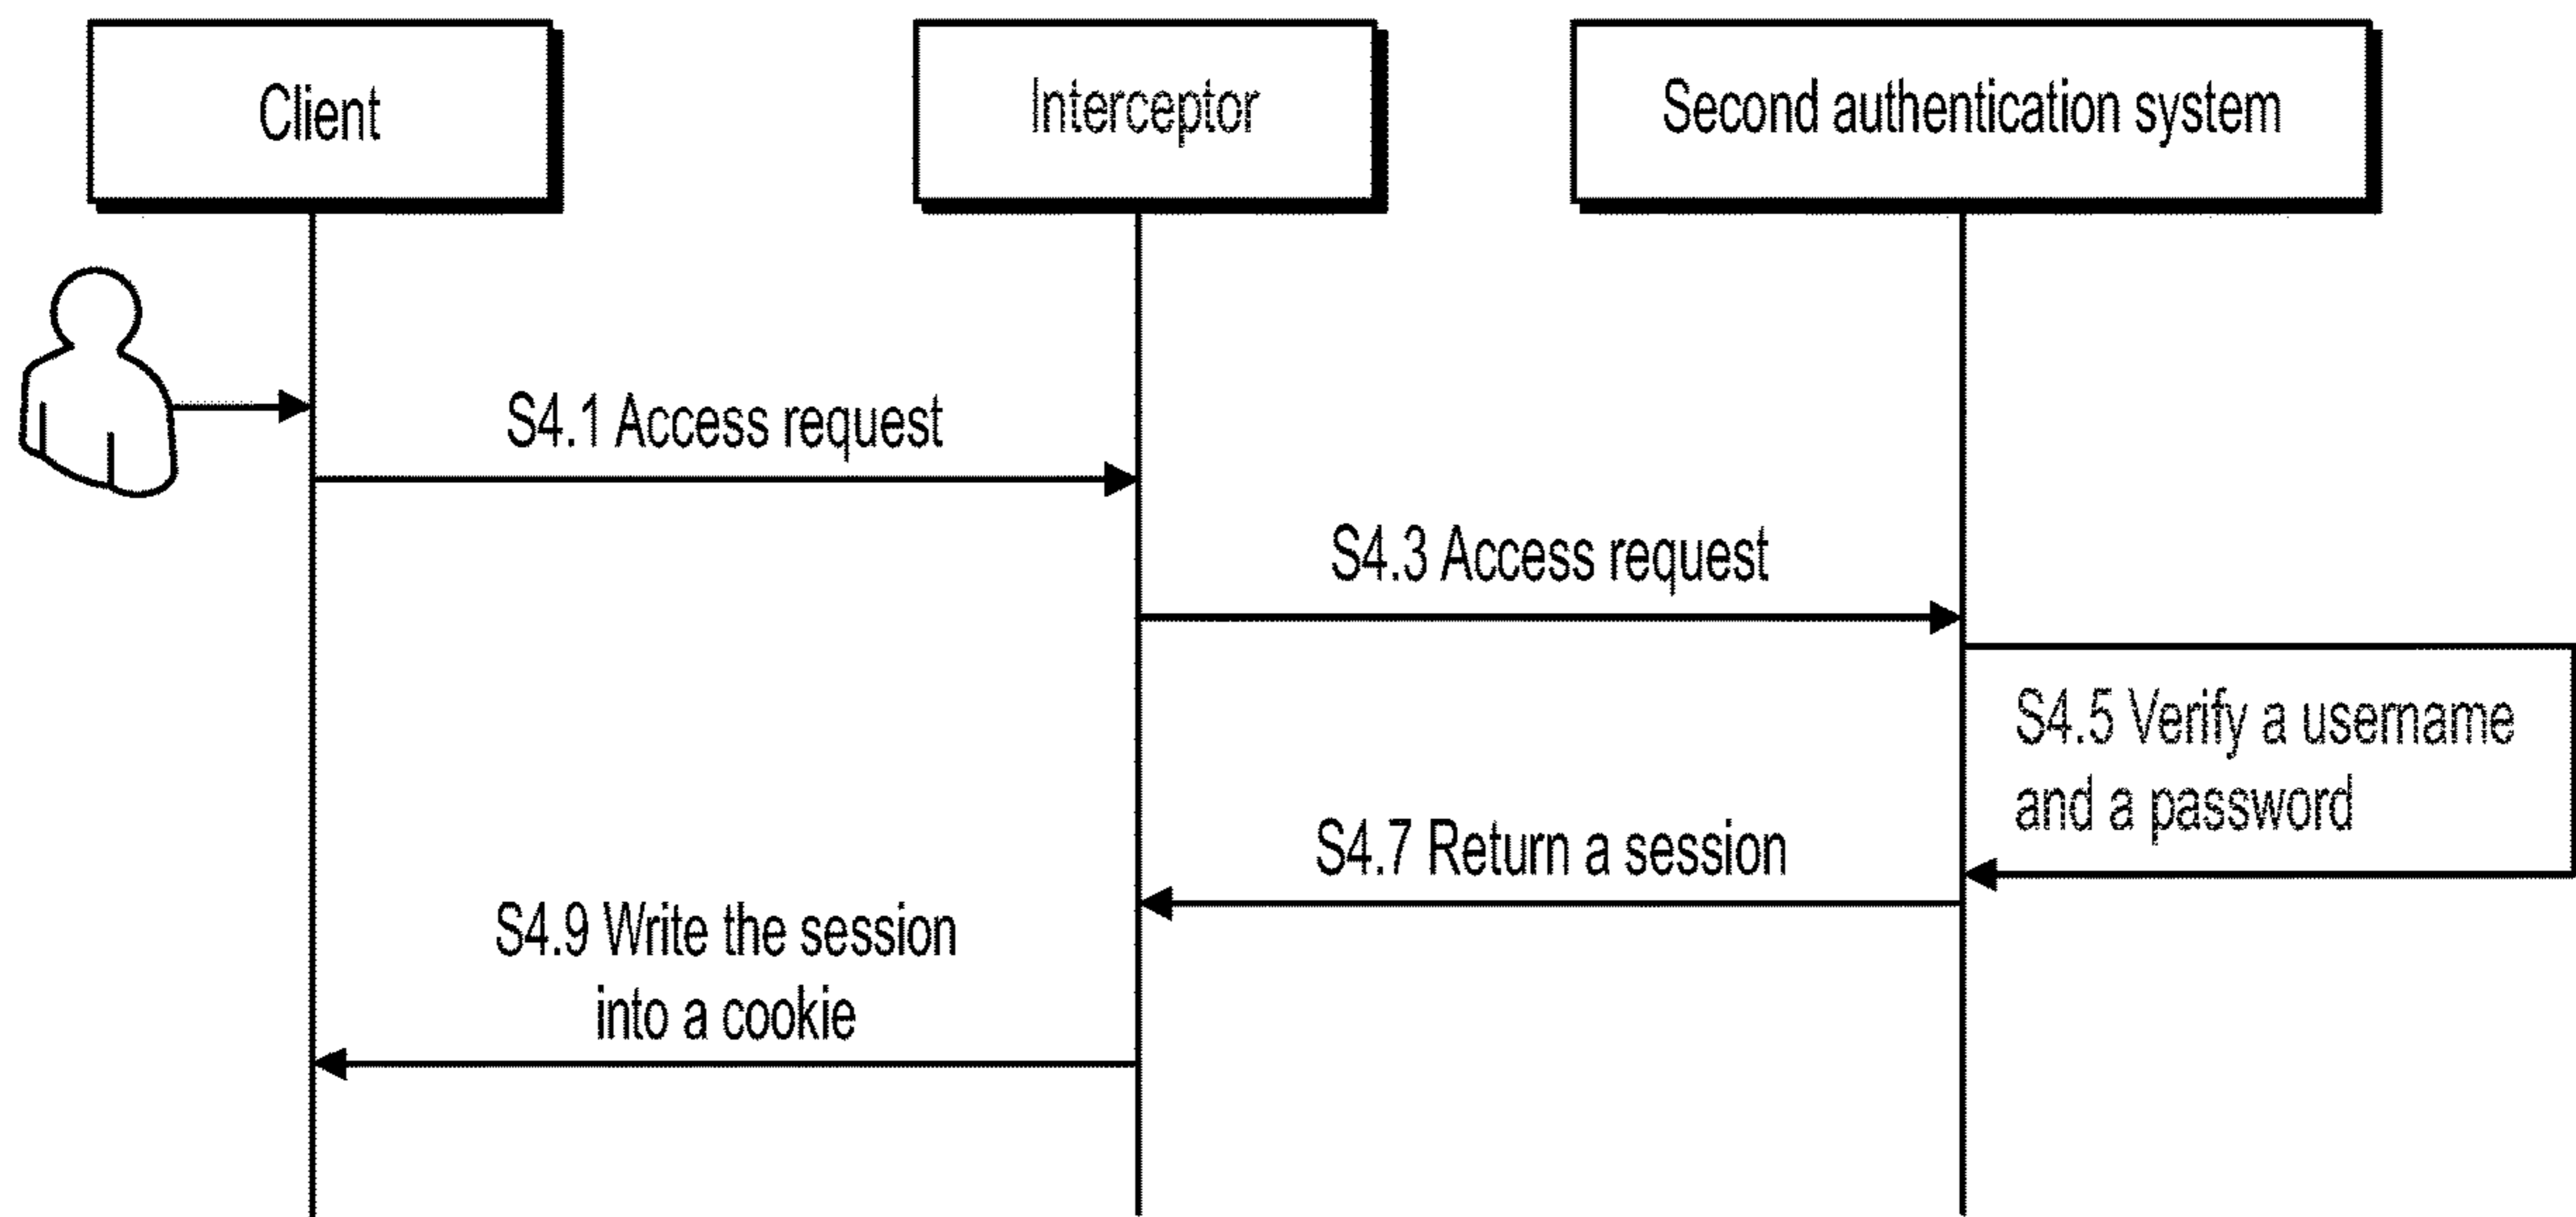 Client
Interceptor
Second authentication system
S4.1 Access request
S4.3 Access request
S4.5 Verify a username
and a password
S4.7 Return a session
S4.9 Write the session
into a cookie